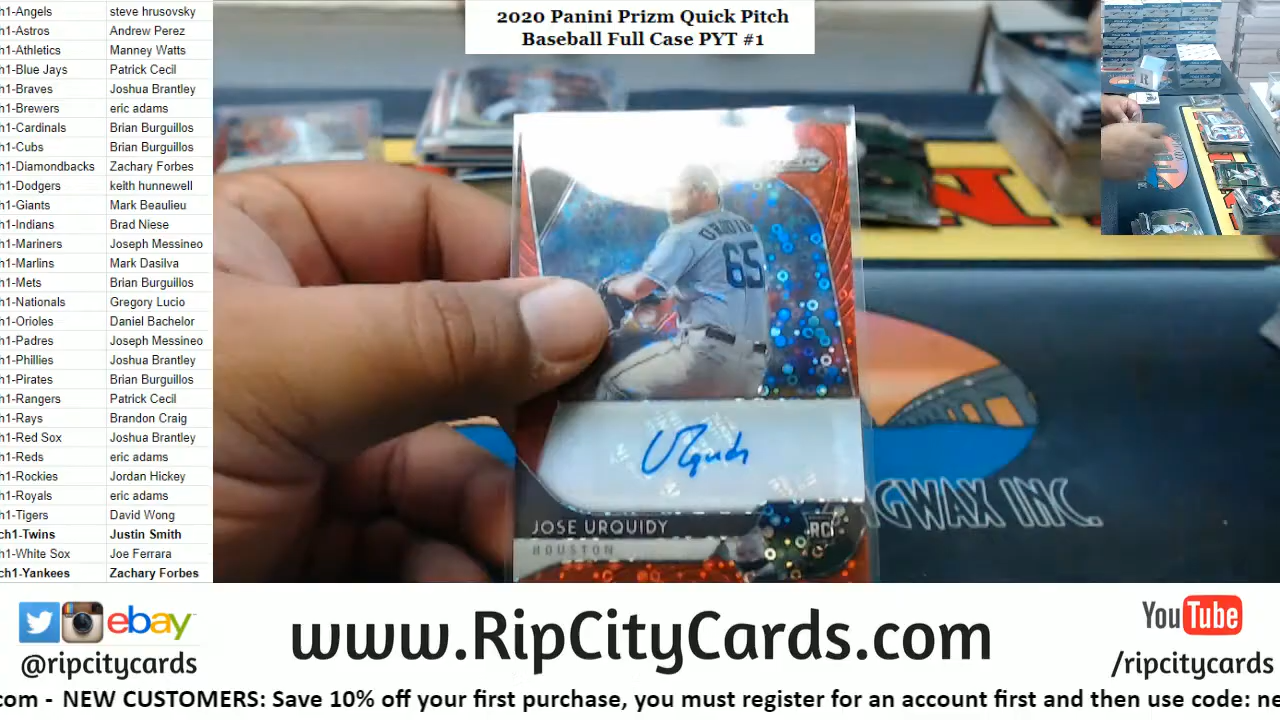 2020 Panini Prizm Quick Pitch
Baseball Full Case PYT #1
h1-Angels steve hrusovsky
h1-Astros Andrew Perez
h1-Athletics Manney Watts
h1-Blue Jays Patrick Cecil
h1-Braves Joshua Brantley
h1-Brewers eric adams
h1-Cardinals Brian Burguillos
h1-Cubs Brian Burguillos
h1-Diamondbacks Zachary Forbes
h1-Dodgers keith hunnewell
h1-Giants Mark Beaulieu
h1-Indians Brad Niese
h1-Mariners Joseph Messineo
h1-Marlins Mark Dasilva
h1-Mets Brian Burguillos
h1-Nationals Gregory Lucio
h1-Orioles Daniel Bachelor
h1-Padres Joseph Messineo
h1-Phillies Joshua Brantley
h1-Pirates Brian Burguillos
h1-Rangers Patrick Cecil
h1-Rays Brandon Craig
h1-Red Sox Joshua Brantley
h1-Reds eric adams
h1-Rockies Jordan Hickey
h1-Royals eric adams
h1-Tigers David Wong
ch1-Twins Justin Smith
h1-White Sox Joe Ferrara
ch1-Yankees Zachary Forbes
65
JOSE URQUIDY
HOUSTON
RC
GWAX INC.
ebay
@ripcitycards
www.RipCityCards.com
YouTube
/ripcitycards
com - NEW CUSTOMERS: Save 10% off your first purchase, you must register for an account first and then use code: ne